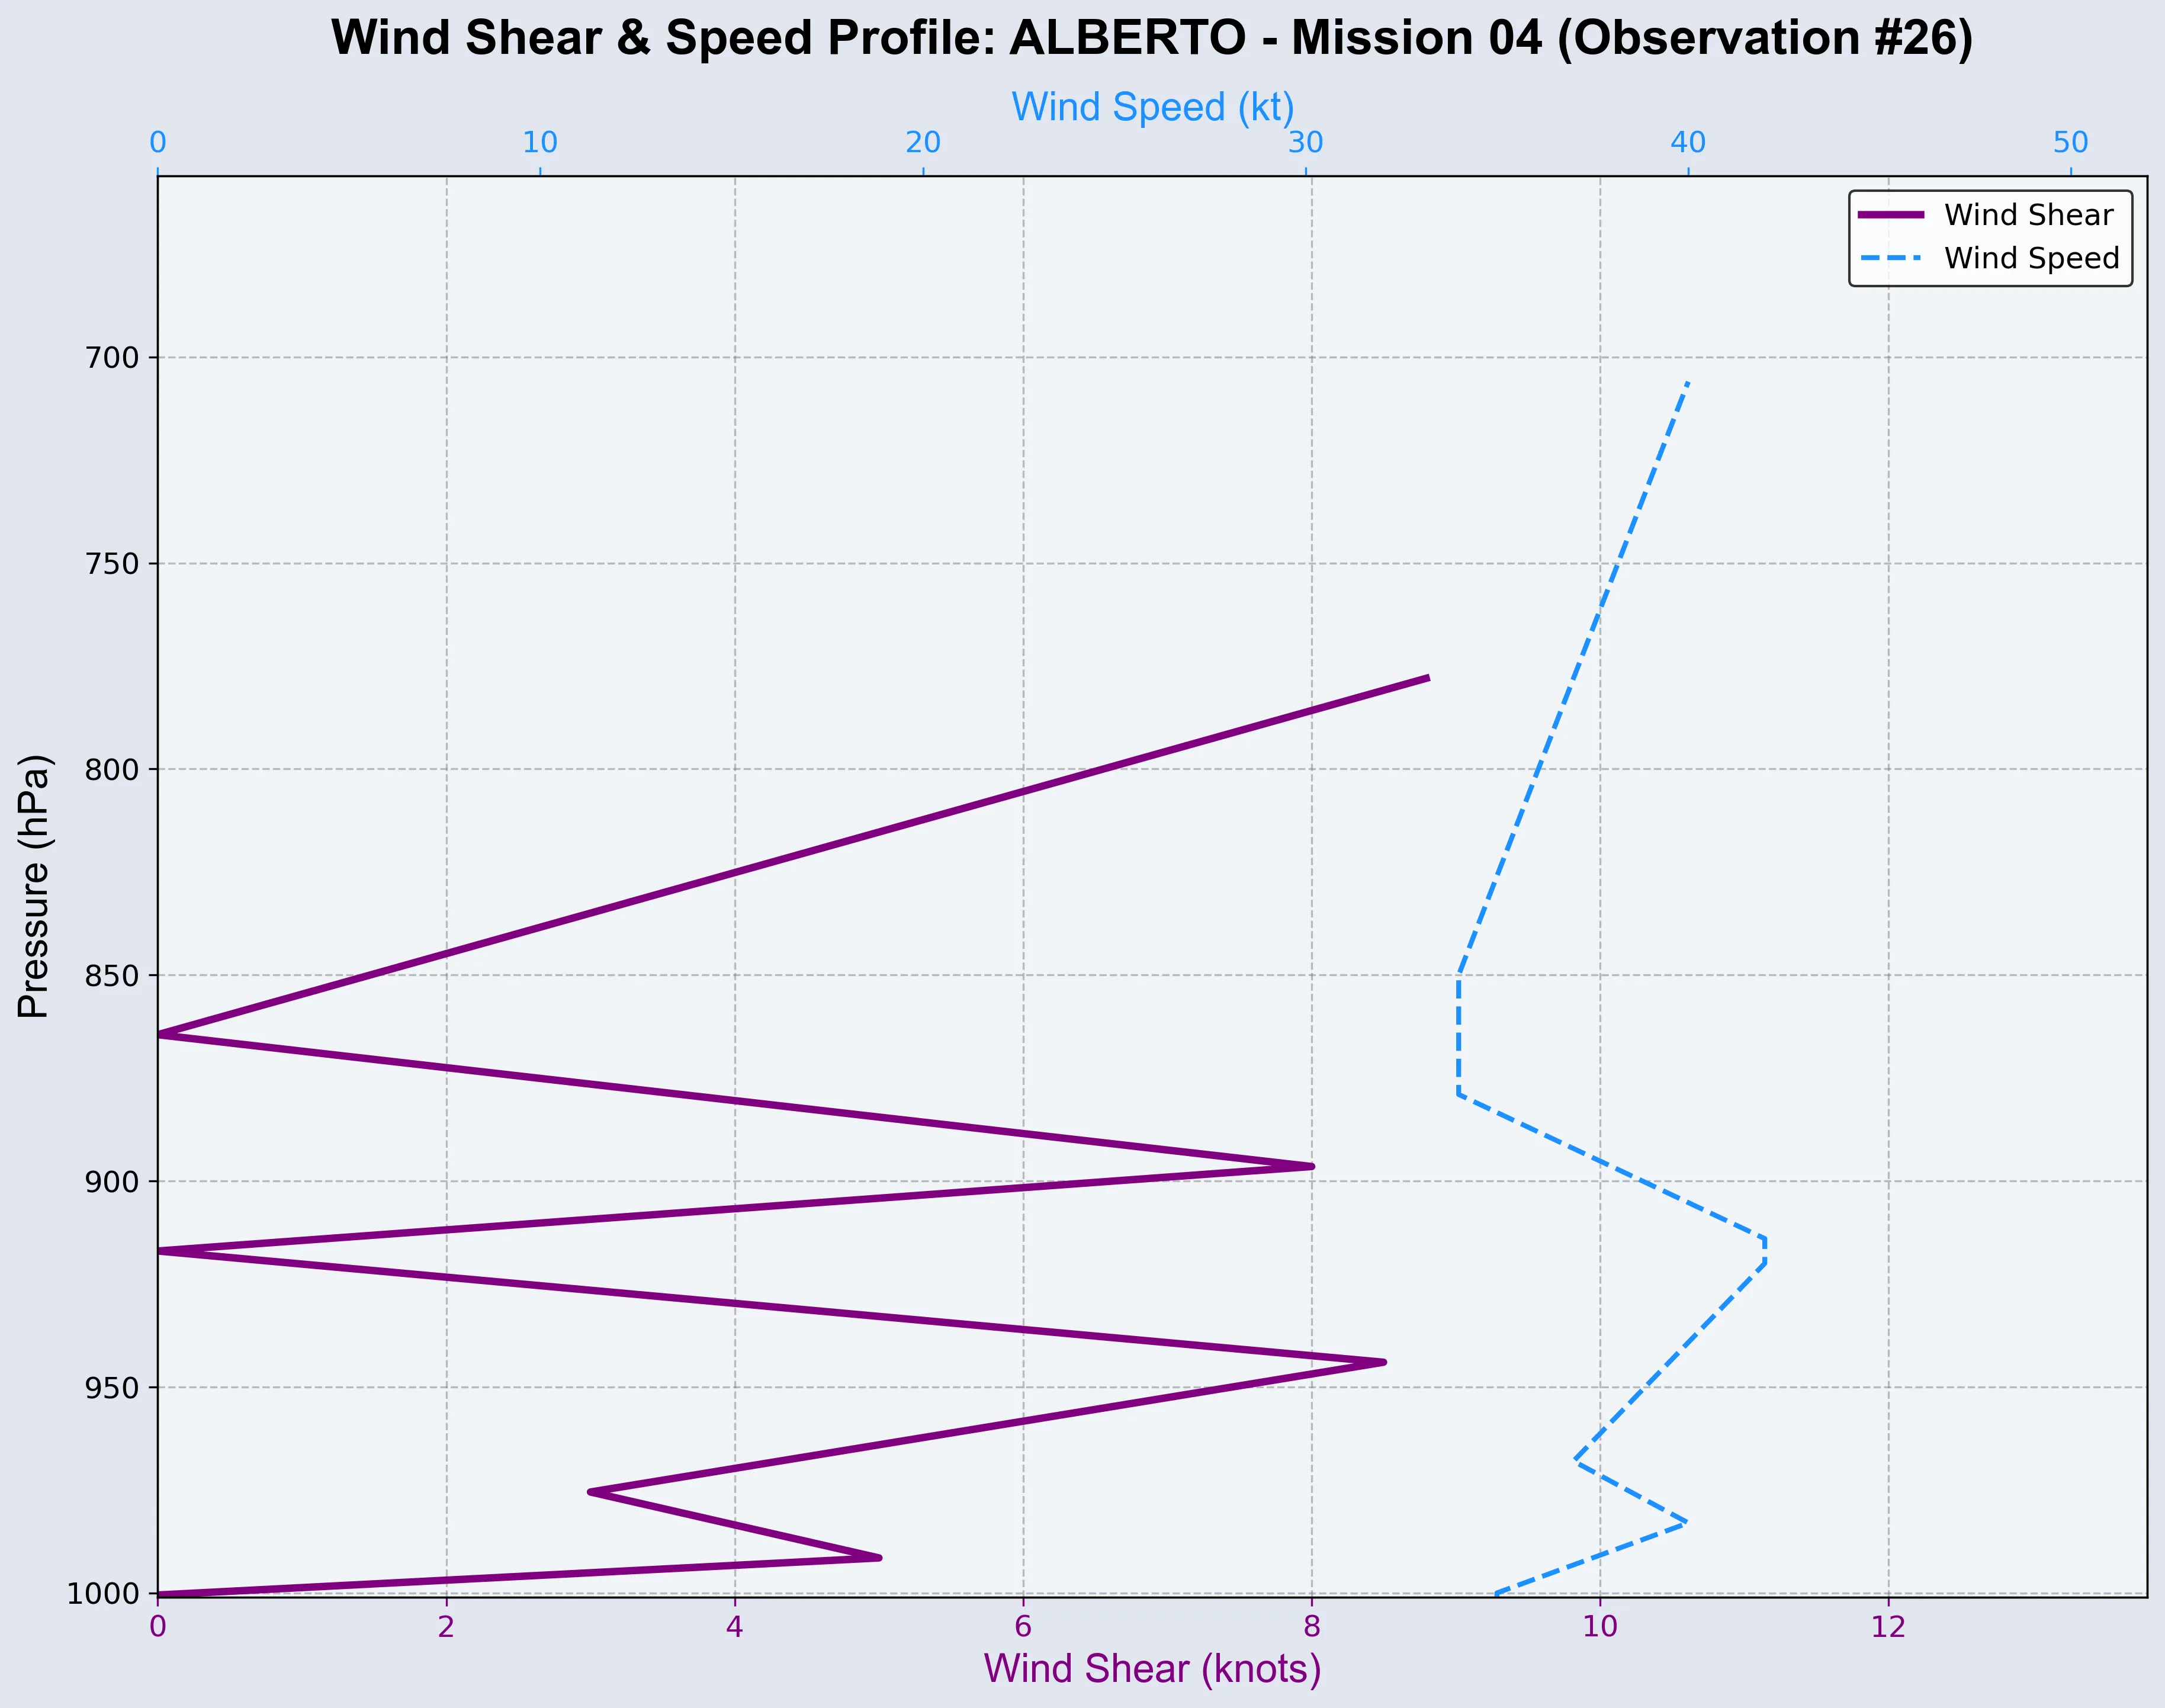 Wind Shear & Speed Profile: ALBERTO - Mission 04 (Observation #26)
Wind Speed (kt)
0 10 20 30 40 50
Wind Shear
Wind Speed
Pressure (hPa)
700
750
800
850
900
950
1000
0 2 4 6 8 10 12
Wind Shear (knots)